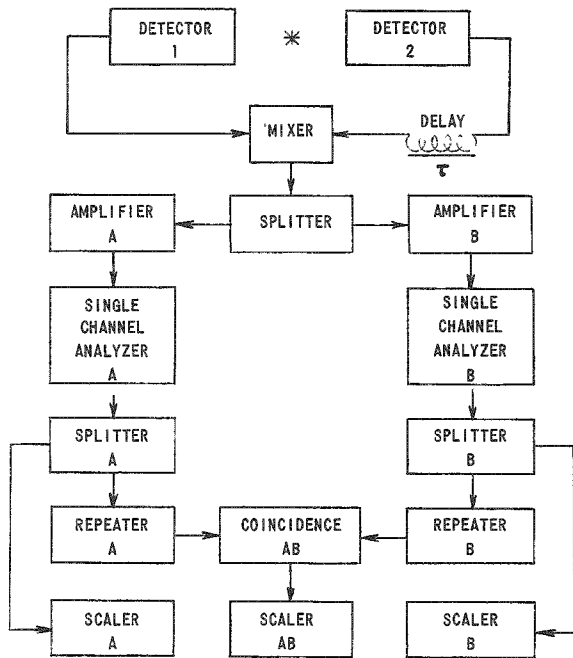 DETECTOR
1
DETECTOR
2
DELAY
τ
MIXER
AMPLIFIER
A
SPLITTER
AMPLIFIER
B
SINGLE
CHANNEL
ANALYZER
A
SINGLE
CHANNEL
ANALYZER
B
SPLITTER
A
SPLITTER
B
REPEATER
A
COINCIDENCE
AB
REPEATER
B
SCALER
A
SCALER
AB
SCALER
B